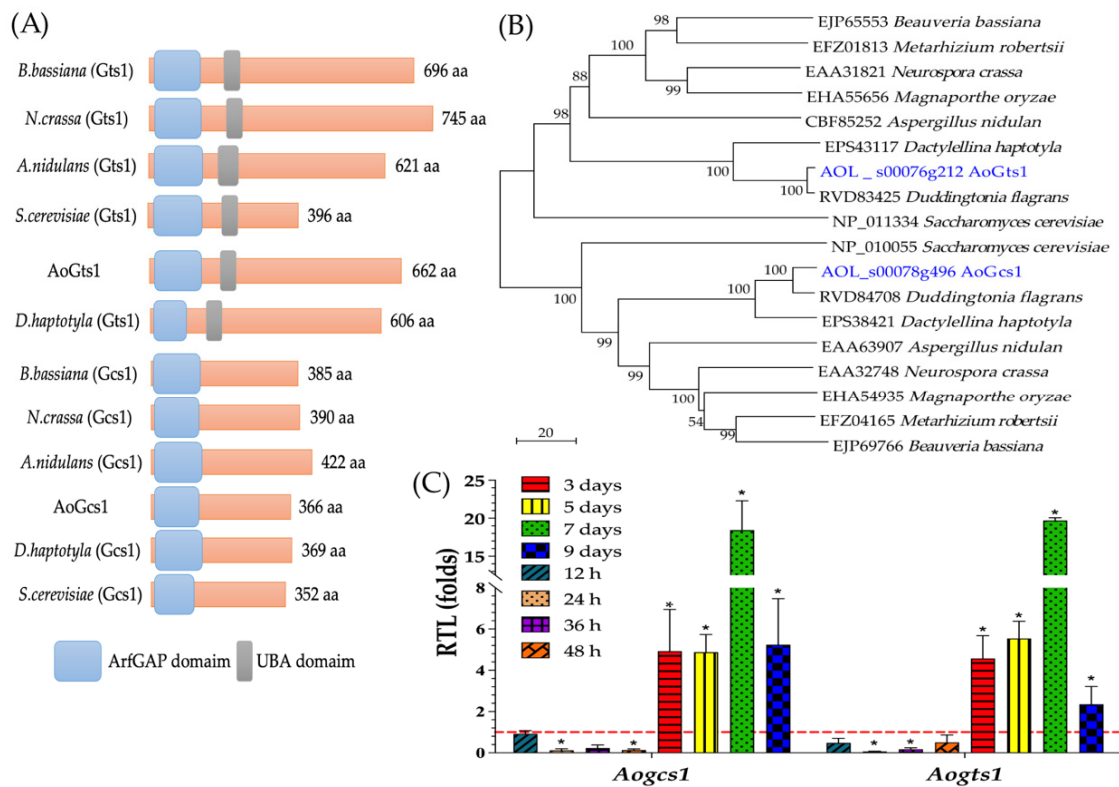 (A)
B.bassiana (Gts1) 696 aa
N.crassa (Gts1) 745 aa
A.nidulans (Gts1) 621 aa
S.cerevisiae (Gts1) 396 aa
AoGts1 662 aa
D.haptotyla (Gts1) 606 aa
B.bassiana (Gcs1) 385 aa
N.crassa (Gcs1) 390 aa
A.nidulans (Gcs1) 422 aa
AoGcs1 366 aa
D.haptotyla (Gcs1) 369 aa
S.cerevisiae (Gcs1) 352 aa
ArfGAP domain UBA domain
(B)
98 EJP65553 Beauveria bassiana
100 EFZ01813 Metarhizium robertsii
EAA31821 Neurospora crassa
88 99 EHA55656 Magnaporthe oryzae
98 CBF85252 Aspergillus nidulan
EPS43117 Dactylellina haptotyla
100 AOL _ s00076g212 AoGts1
100 RVD83425 Duddingtonia flagrans
NP_011334 Saccharomyces cerevisiae
NP_010055 Saccharomyces cerevisiae
100 AOL_s00078g496 AoGcs1
100 100 RVD84708 Duddingtonia flagrans
EPS38421 Dactylellina haptotyla
99 EAA63907 Aspergillus nidulan
99 EAA32748 Neurospora crassa
100 EHA54935 Magnaporthe oryzae
54 EFZ04165 Metarhizium robertsii
99 EJP69766 Beauveria bassiana
20
(C)
RTL (folds)
25
20
15
8
6
4
2
0
3 days
5 days
7 days
9 days
12 h
24 h
36 h
48 h
* * * * * * * * * * * *
Aogcs1 Aogts1